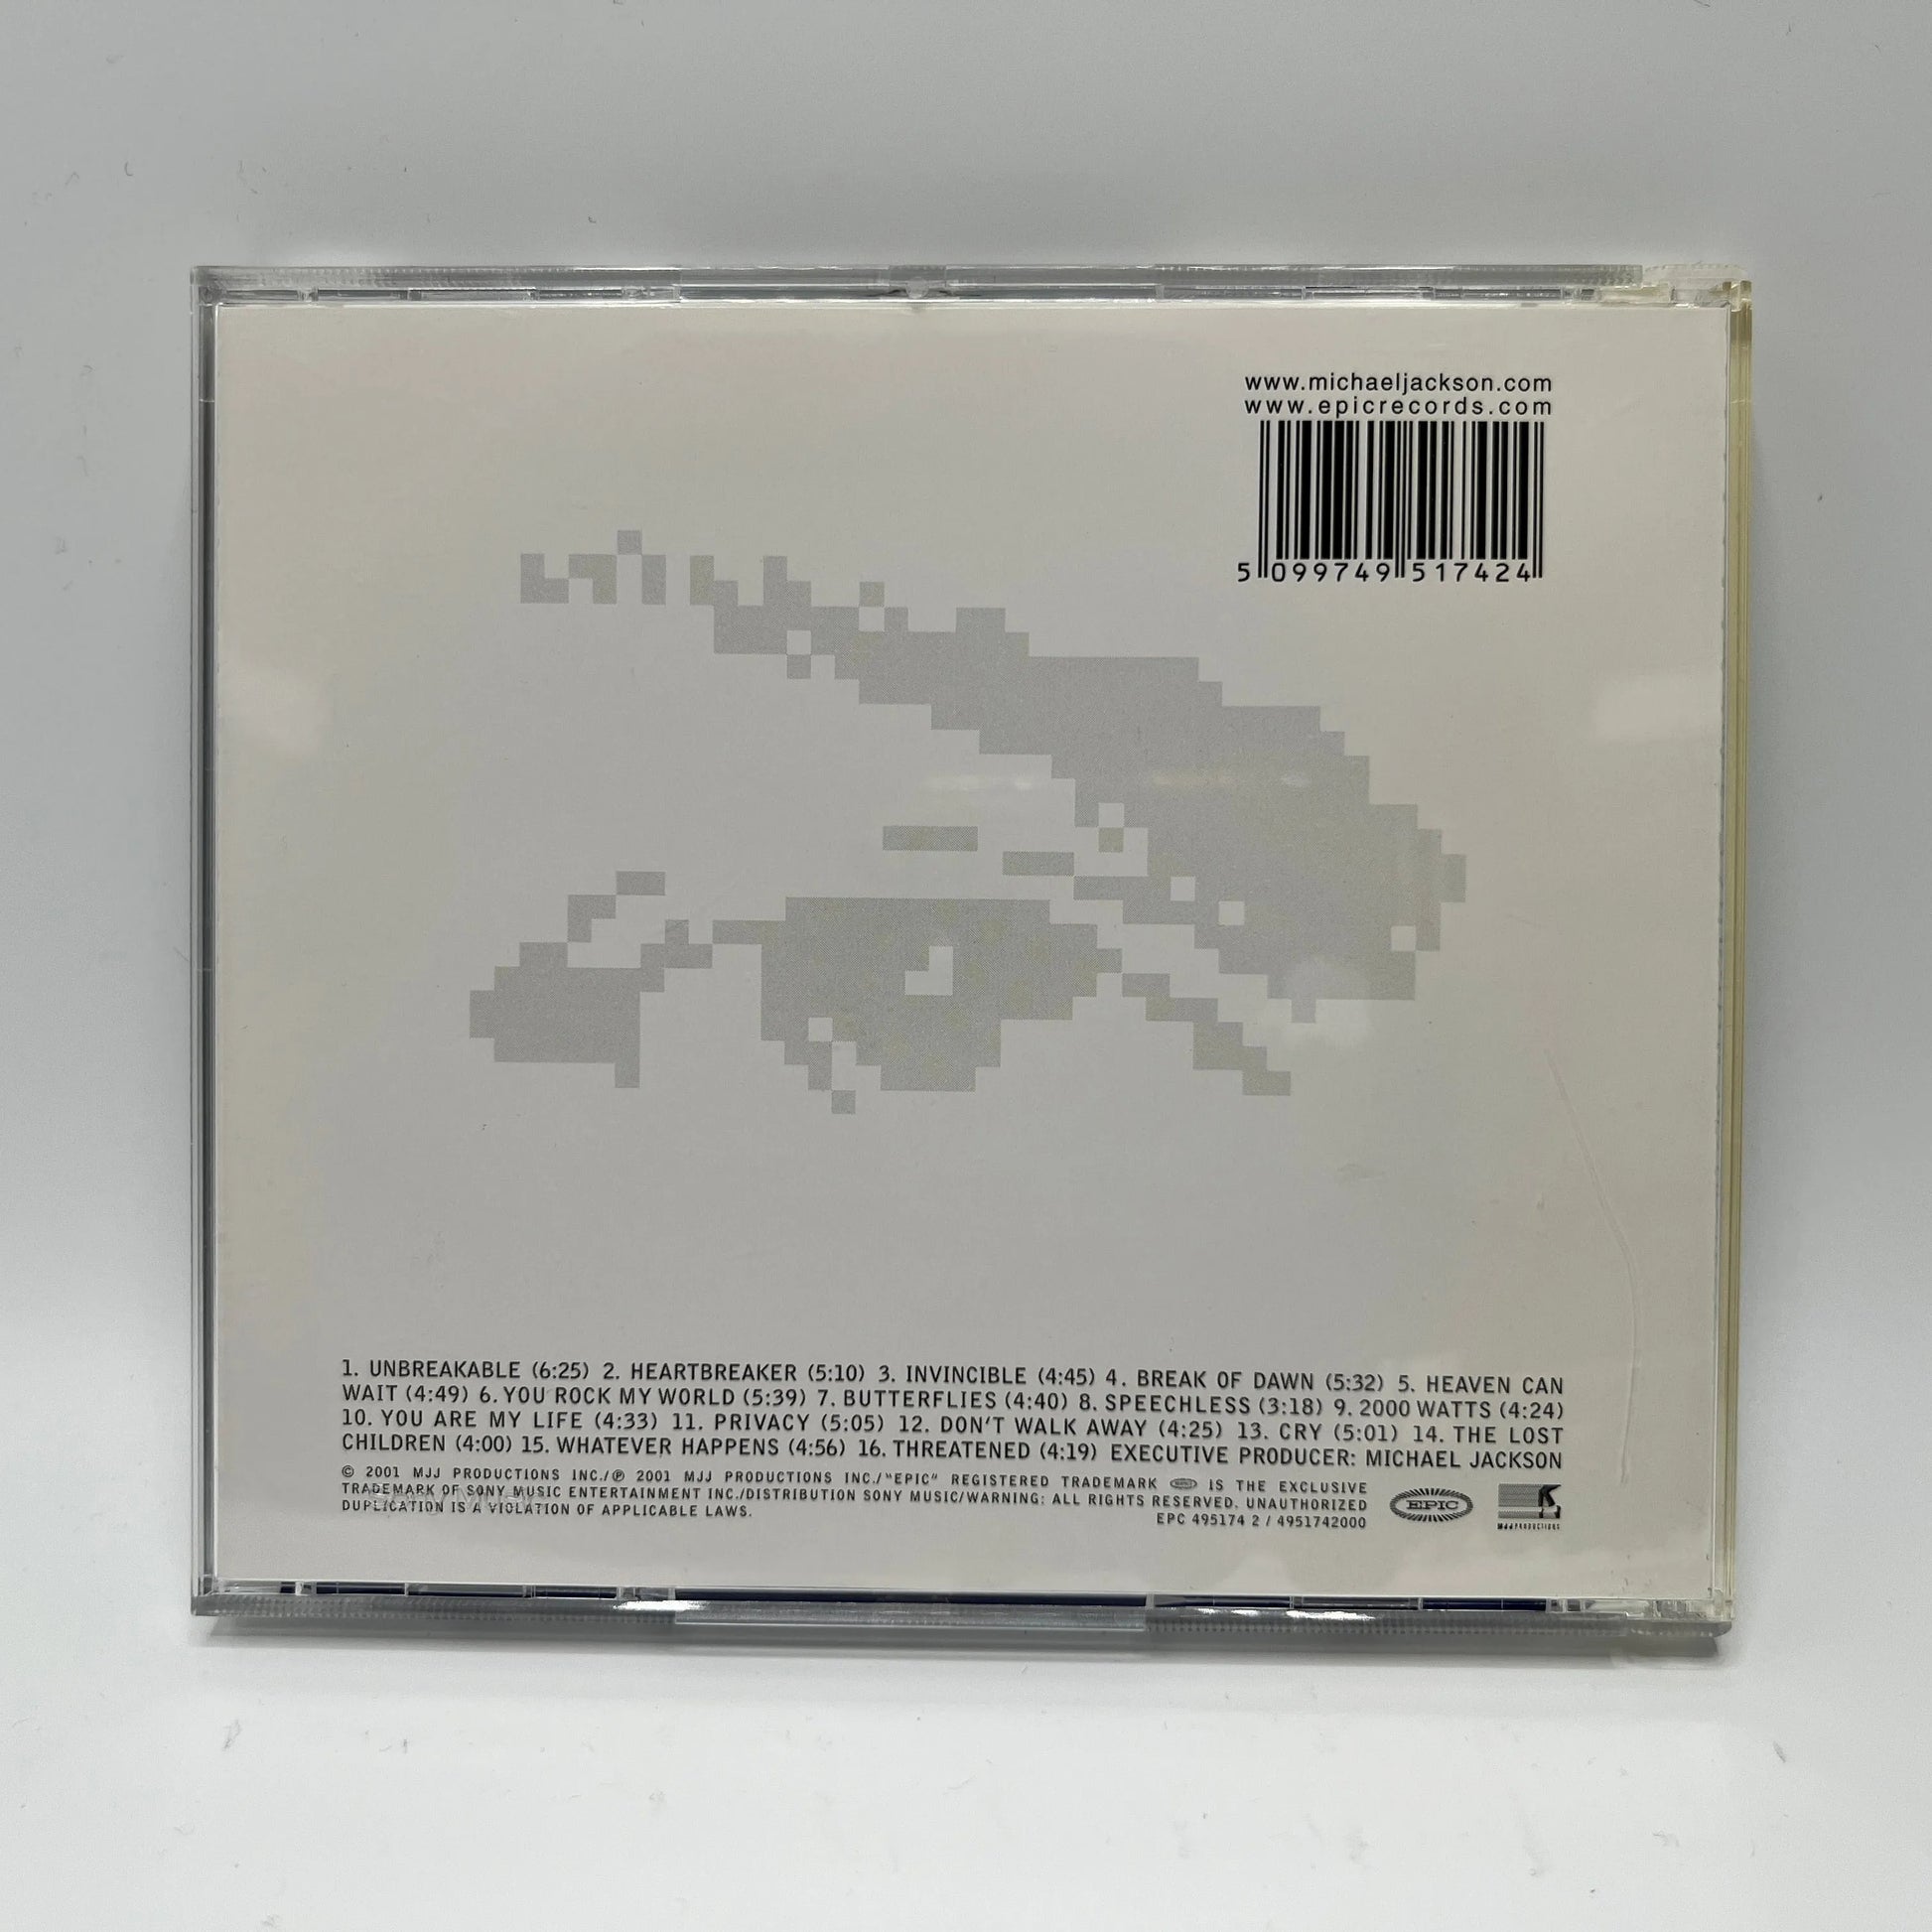 www.michaeljackson.com
www.epicrecords.com
5 099749 517424
1. UNBREAKABLE (6:25) 2. HEARTBREAKER (5:10) 3. INVINCIBLE (4:45) 4. BREAK OF DAWN (5:32) 5. HEAVEN CAN
WAIT (4:49) 6. YOU ROCK MY WORLD (5:39) 7. BUTTERFLIES (4:40) 8. SPEECHLESS (3:18) 9. 2000 WATTS (4:24)
10. YOU ARE MY LIFE (4:33) 11. PRIVACY (5:05) 12. DON'T WALK AWAY (4:25) 13. CRY (5:01) 14. THE LOST
CHILDREN (4:00) 15. WHATEVER HAPPENS (4:56) 16. THREATENED (4:19) EXECUTIVE PRODUCER: MICHAEL JACKSON
© 2001 MJJ PRODUCTIONS INC./℗ 2001 MJJ PRODUCTIONS INC./"EPIC" REGISTERED TRADEMARK EPIC IS THE EXCLUSIVE
TRADEMARK OF SONY MUSIC ENTERTAINMENT INC./DISTRIBUTION SONY MUSIC/WARNING: ALL RIGHTS RESERVED. UNAUTHORIZED
DUPLICATION IS A VIOLATION OF APPLICABLE LAWS.
EPC 495174 2 / 4951742000
EPIC
MJJ PRODUCTIONS